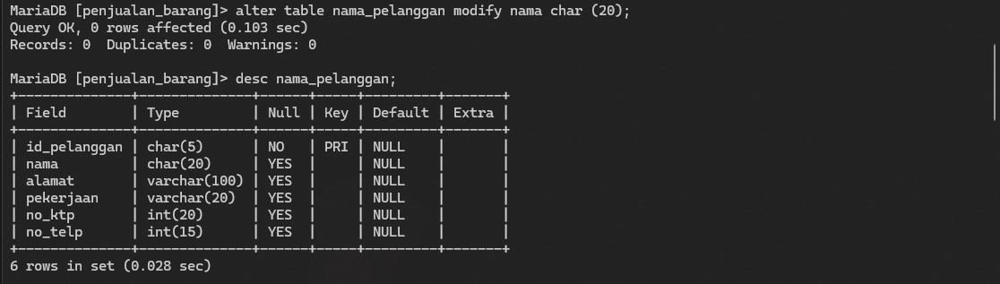 MariaDB [penjualan_barang]> alter table nama_pelanggan modify nama char (20);
Query OK, 0 rows affected (0.103 sec)
Records: 0  Duplicates: 0  Warnings: 0
MariaDB [penjualan_barang]> desc nama_pelanggan;
+--------------+--------------+------+-----+---------+-------+
| Field        | Type         | Null | Key | Default | Extra |
+--------------+--------------+------+-----+---------+-------+
| id_pelanggan | char(5)      | NO   | PRI | NULL    |       |
| nama         | char(20)     | YES  |     | NULL    |       |
| alamat       | varchar(100) | YES  |     | NULL    |       |
| pekerjaan    | varchar(20)  | YES  |     | NULL    |       |
| no_ktp       | int(20)      | YES  |     | NULL    |       |
| no_telp      | int(15)      | YES  |     | NULL    |       |
+--------------+--------------+------+-----+---------+-------+
6 rows in set (0.028 sec)